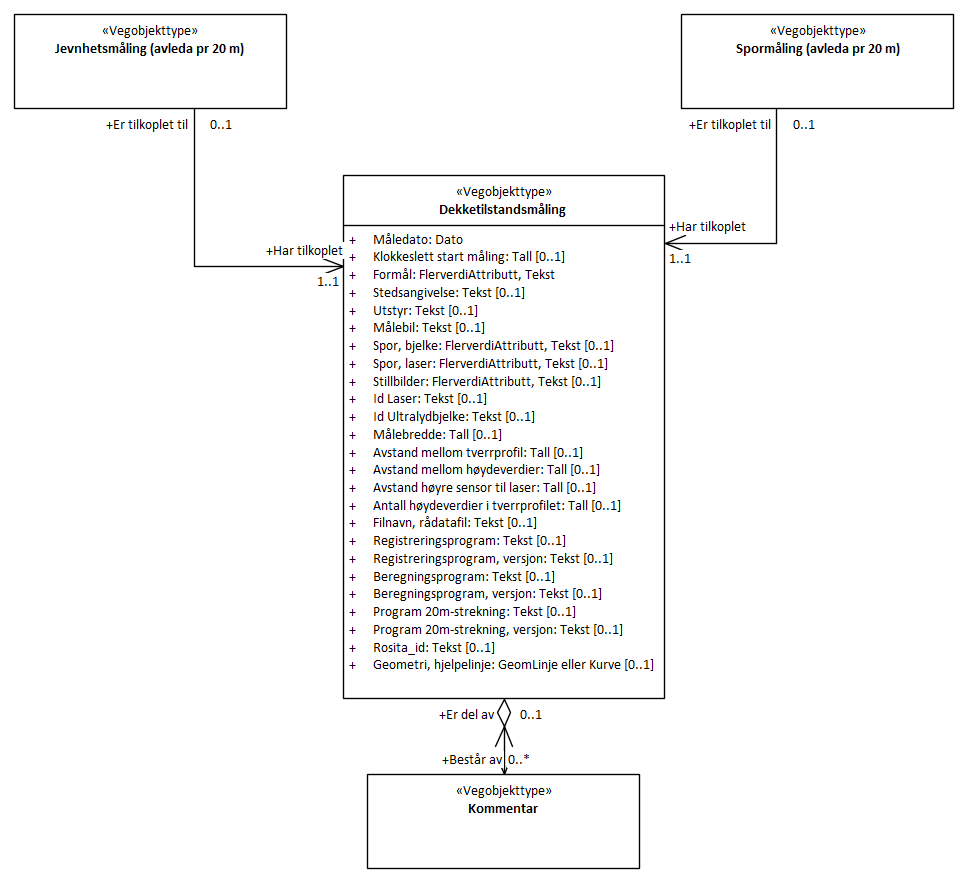 «Vegobjekttype»
Jevnhetsmåling (avleda pr 20 m)
«Vegobjekttype»
Spormåling (avleda pr 20 m)
+Er tilkoplet til 0..1
+Er tilkoplet til 0..1
«Vegobjekttype»
Dekketilstandsmåling
+Har tilkoplet
1..1
+Har tilkoplet
1..1
+ Måledato: Dato
+ Klokkeslett start måling: Tall [0..1]
+ Formål: FlerverdiAttributt, Tekst
+ Stedsangivelse: Tekst [0..1]
+ Utstyr: Tekst [0..1]
+ Målebil: Tekst [0..1]
+ Spor, bjelke: FlerverdiAttributt, Tekst [0..1]
+ Spor, laser: FlerverdiAttributt, Tekst [0..1]
+ Stillbilder: FlerverdiAttributt, Tekst [0..1]
+ Id Laser: Tekst [0..1]
+ Id Ultralydbjelke: Tekst [0..1]
+ Målebredde: Tall [0..1]
+ Avstand mellom tverrprofil: Tall [0..1]
+ Avstand mellom høydeverdier: Tall [0..1]
+ Avstand høyre sensor til laser: Tall [0..1]
+ Antall høydeverdier i tverrprofilet: Tall [0..1]
+ Filnavn, rådatafil: Tekst [0..1]
+ Registreringsprogram: Tekst [0..1]
+ Registreringsprogram, versjon: Tekst [0..1]
+ Beregningsprogram: Tekst [0..1]
+ Beregningsprogram, versjon: Tekst [0..1]
+ Program 20m-strekning: Tekst [0..1]
+ Program 20m-strekning, versjon: Tekst [0..1]
+ Rosita_id: Tekst [0..1]
+ Geometri, hjelpelinje: GeomLinje eller Kurve [0..1]
+Er del av 0..1
+Består av 0..*
«Vegobjekttype»
Kommentar